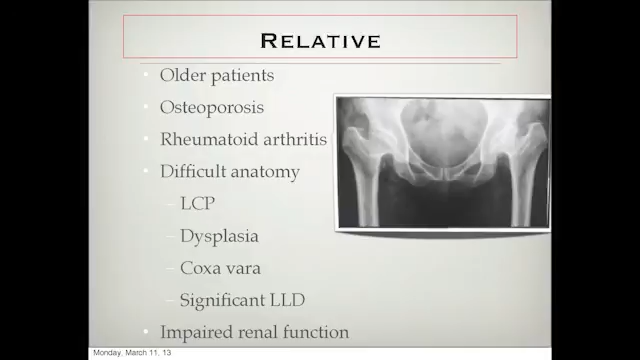 RELATIVE
Older patients
Osteoporosis
Rheumatoid arthritis
Difficult anatomy
LCP
Dysplasia
Coxa vara
Significant LLD
Impaired renal function
Monday, March 11, 13